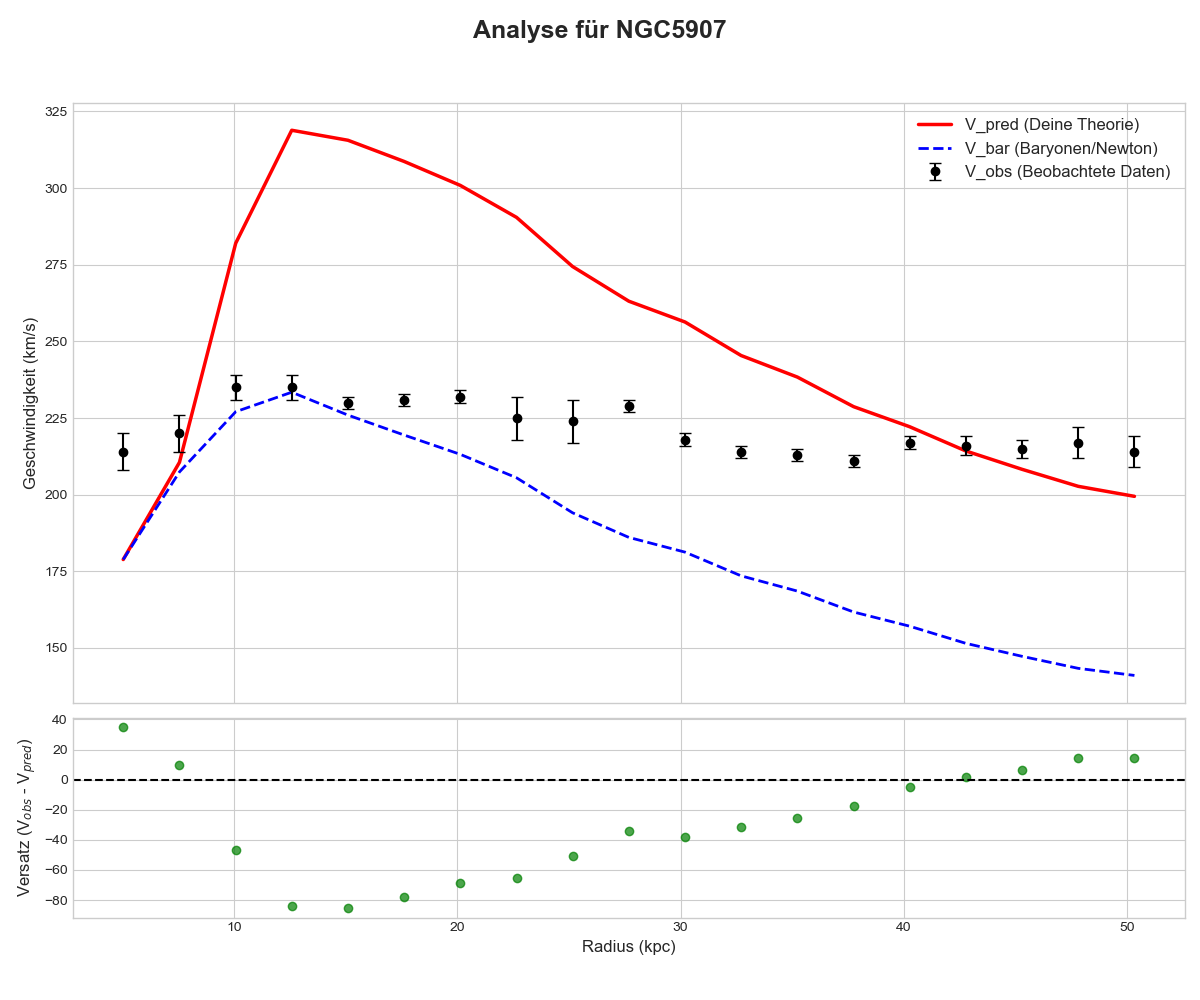 Analyse für NGC5907
325
300
275
250
225
200
175
150
Geschwindigkeit (km/s)
V_pred (Deine Theorie)
V_bar (Baryonen/Newton)
V_obs (Beobachtete Daten)
40
20
0
−20
−40
−60
−80
Versatz (V_obs - V_pred)
10
20
30
40
50
Radius (kpc)